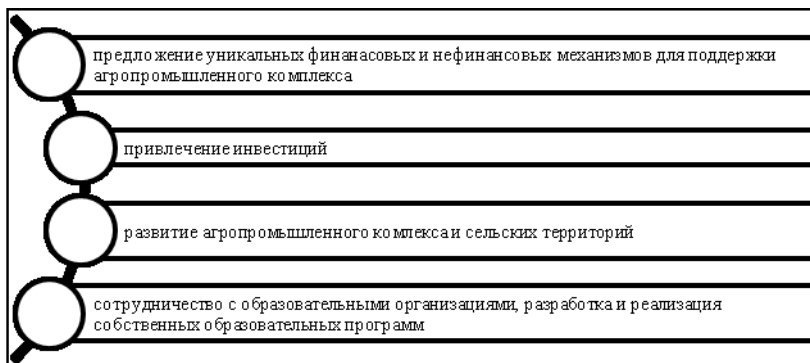 предложение уникальных финанасовых и нефинансовых механизмов для поддержки
агропромышленного комплекса
привлечение инвестиций
развитие агропромышленного комлекса и сельских территорий
сотрудничество с образовательными организациями, разработка и реализация
собственных образовательных программ